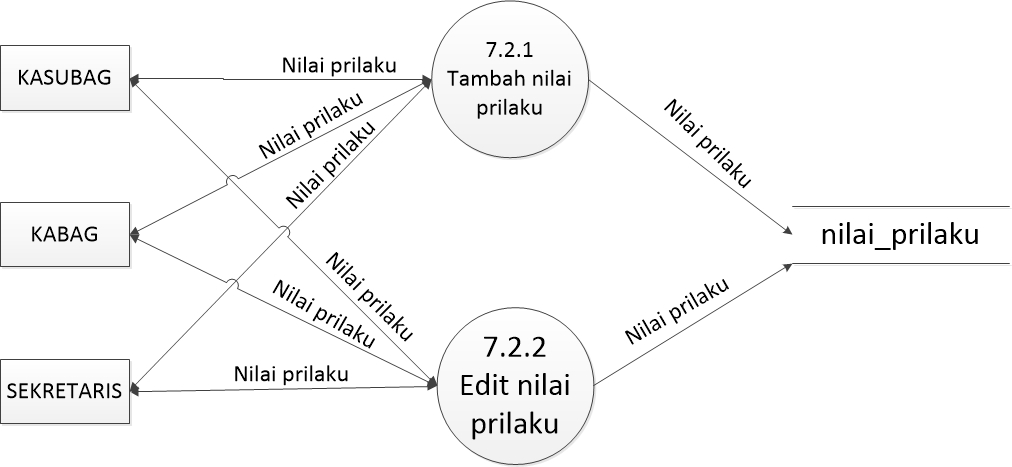 KASUBAG
KABAG
SEKRETARIS
Nilai prilaku
Nilai prilaku
Nilai prilaku
Nilai prilaku
Nilai prilaku
Nilai prilaku
7.2.1
Tambah nilai
prilaku
7.2.2
Edit nilai
prilaku
Nilai prilaku
Nilai prilaku
nilai_prilaku